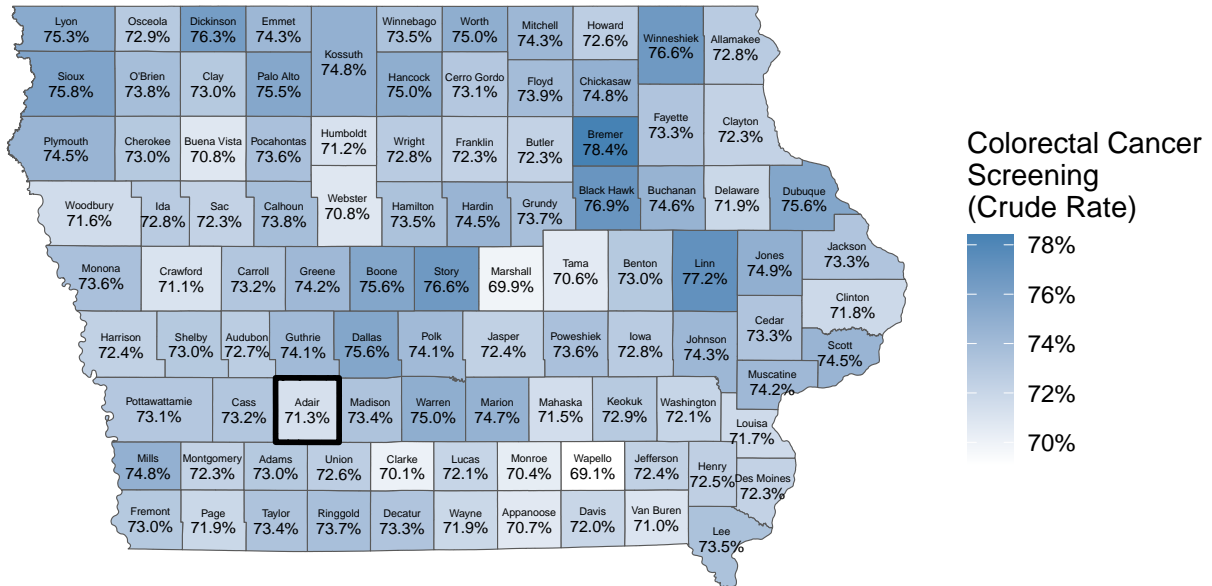 Lyon
75.3%
Osceola
72.9%
Dickinson
76.3%
Emmet
74.3%
Winnebago
73.5%
Worth
75.0%
Mitchell
74.3%
Howard
72.6%
Winneshiek
76.6%
Allamakee
72.8%
Kossuth
74.8%
Sioux
75.8%
O'Brien
73.8%
Clay
73.0%
Palo Alto
75.5%
Hancock
75.0%
Cerro Gordo
73.1%
Floyd
73.9%
Chickasaw
74.8%
Fayette
73.3%
Clayton
72.3%
Plymouth
74.5%
Cherokee
73.0%
Buena Vista
70.8%
Pocahontas
73.6%
Humboldt
71.2%
Wright
72.8%
Franklin
72.3%
Butler
72.3%
Bremer
78.4%
Woodbury
71.6%
Ida
72.8%
Sac
72.3%
Calhoun
73.8%
Webster
70.8%
Hamilton
73.5%
Hardin
74.5%
Grundy
73.7%
Black Hawk
76.9%
Buchanan
74.6%
Delaware
71.9%
Dubuque
75.6%
Monona
73.6%
Crawford
71.1%
Carroll
73.2%
Greene
74.2%
Boone
75.6%
Story
76.6%
Marshall
69.9%
Tama
70.6%
Benton
73.0%
Linn
77.2%
Jones
74.9%
Jackson
73.3%
Clinton
71.8%
Harrison
72.4%
Shelby
73.0%
Audubon
72.7%
Guthrie
74.1%
Dallas
75.6%
Polk
74.1%
Jasper
72.4%
Poweshiek
73.6%
Iowa
72.8%
Johnson
74.3%
Cedar
73.3%
Scott
74.5%
Muscatine
74.2%
Pottawattamie
73.1%
Cass
73.2%
Adair
71.3%
Madison
73.4%
Warren
75.0%
Marion
74.7%
Mahaska
71.5%
Keokuk
72.9%
Washington
72.1%
Louisa
71.7%
Mills
74.8%
Montgomery
72.3%
Adams
73.0%
Union
72.6%
Clarke
70.1%
Lucas
72.1%
Monroe
70.4%
Wapello
69.1%
Jefferson
72.4%
Henry
72.5%
Des Moines
72.3%
Fremont
73.0%
Page
71.9%
Taylor
73.4%
Ringgold
73.7%
Decatur
73.3%
Wayne
71.9%
Appanoose
70.7%
Davis
72.0%
Van Buren
71.0%
Lee
73.5%
Colorectal Cancer
Screening
(Crude Rate)
78%
76%
74%
72%
70%